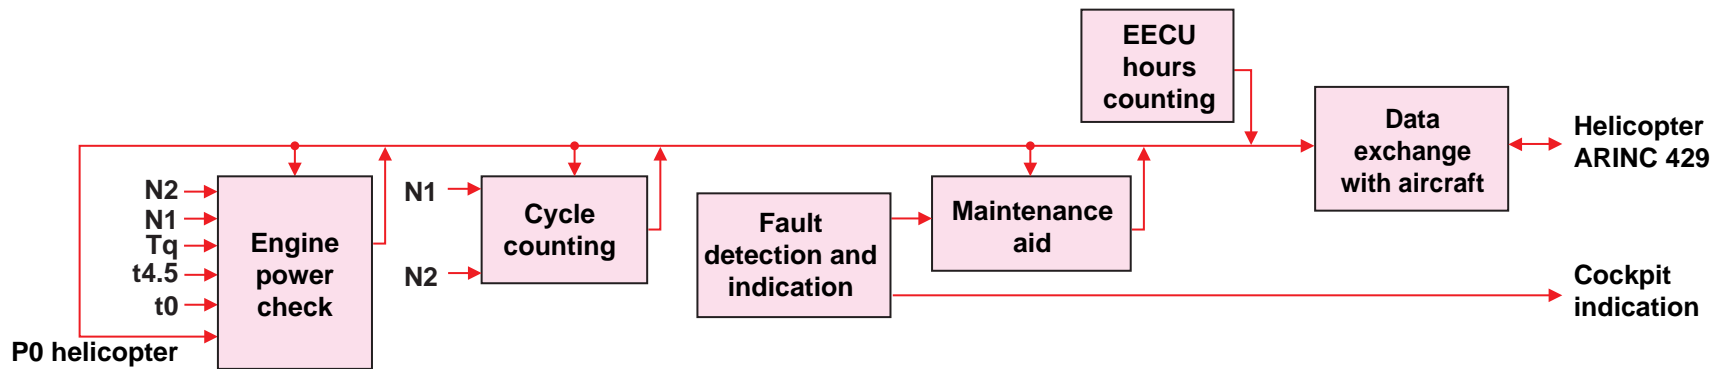 EECU
hours
counting
Data
exchange
with aircraft
Helicopter
ARINC 429
N2
N1
Tq
t4.5
t0
P0 helicopter
Engine
power
check
N1
N2
Cycle
counting
Fault
detection and
indication
Maintenance
aid
Cockpit
indication